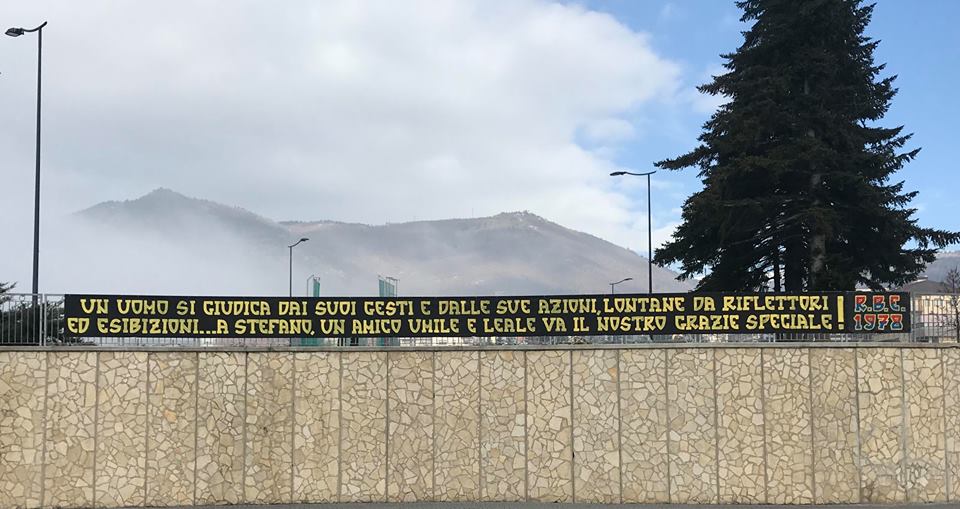 UN UOMO SI GIUDICA DAI SUOI GESTI E DALLE SUE AZIONI, LONTANE DA RIFLETTORI
ED ESIBIZIONI...A STEFANO, UN AMICO UMILE E LEALE VA IL NOSTRO GRAZIE SPECIALE!
R.B.C.
1978